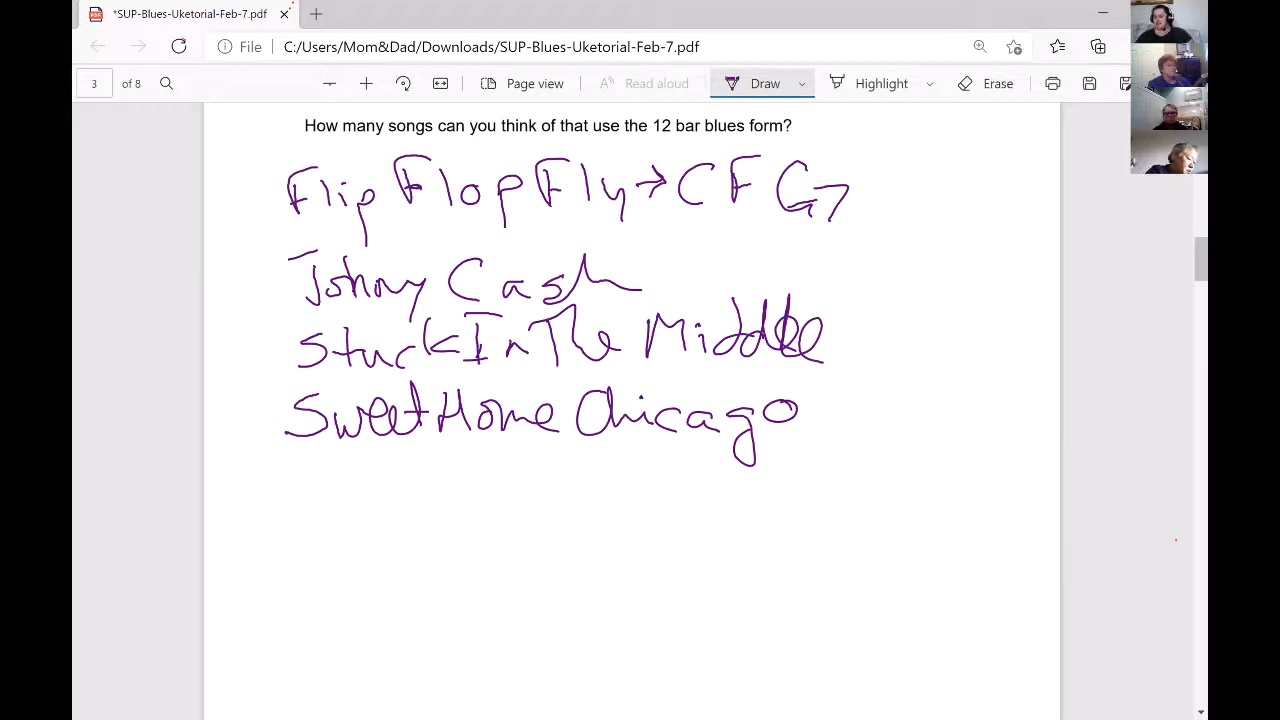 *SUP-Blues-Uketorial-Feb-7.pdf
File C:/Users/Mom&Dad/Downloads/SUP-Blues-Uketorial-Feb-7.pdf
3 of 8 Page view Read aloud Draw Highlight Erase
How many songs can you think of that use the 12 bar blues form?
Flip Flop Fly → C F G7
Johny Cash
Stuck In The Middle
Sweet Home Chicago